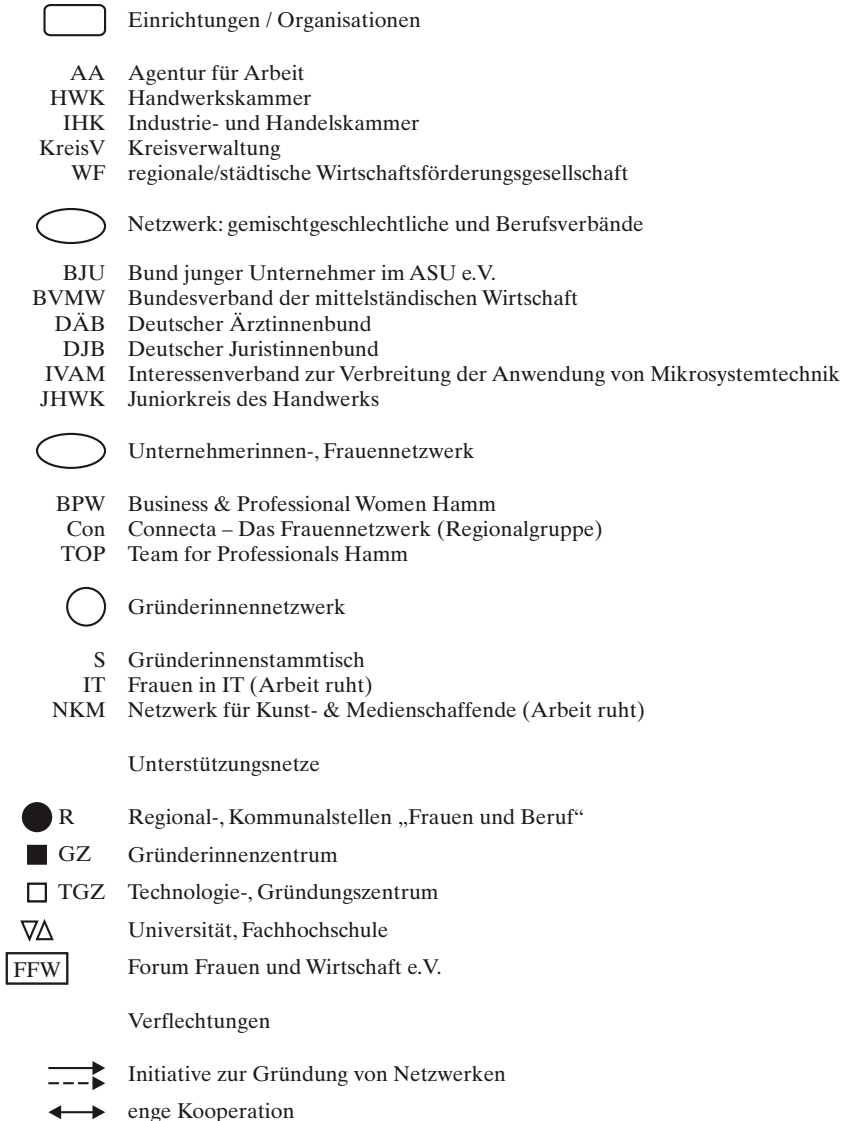 Einrichtungen / Organisationen
AA Agentur für Arbeit
HWK Handwerkskammer
IHK Industrie- und Handelskammer
KreisV Kreisverwaltung
WF regionale/städtische Wirtschaftsförderungsgesellschaft
Netzwerk: gemischtgeschlechtliche und Berufsverbände
BJU Bund junger Unternehmer im ASU e.V.
BVMW Bundesverband der mittelständischen Wirtschaft
DÄB Deutscher Ärztinnenbund
DJB Deutscher Juristinnenbund
IVAM Interessenverband zur Verbreitung der Anwendung von Mikrosystemtechnik
JHWK Juniorkreis des Handwerks
Unternehmerinnen-, Frauennetzwerk
BPW Business & Professional Women Hamm
Con Connecta – Das Frauennetzwerk (Regionalgruppe)
TOP Team for Professionals Hamm
Gründerinnennetzwerk
S Gründerinnenstammtisch
IT Frauen in IT (Arbeit ruht)
NKM Netzwerk für Kunst- & Medienschaffende (Arbeit ruht)
Unterstützungsnetze
R Regional-, Kommunalstellen „Frauen und Beruf“
GZ Gründerinnenzentrum
TGZ Technologie-, Gründungszentrum
Universität, Fachhochschule
FFW Forum Frauen und Wirtschaft e.V.
Verflechtungen
Initiative zur Gründung von Netzwerken
enge Kooperation